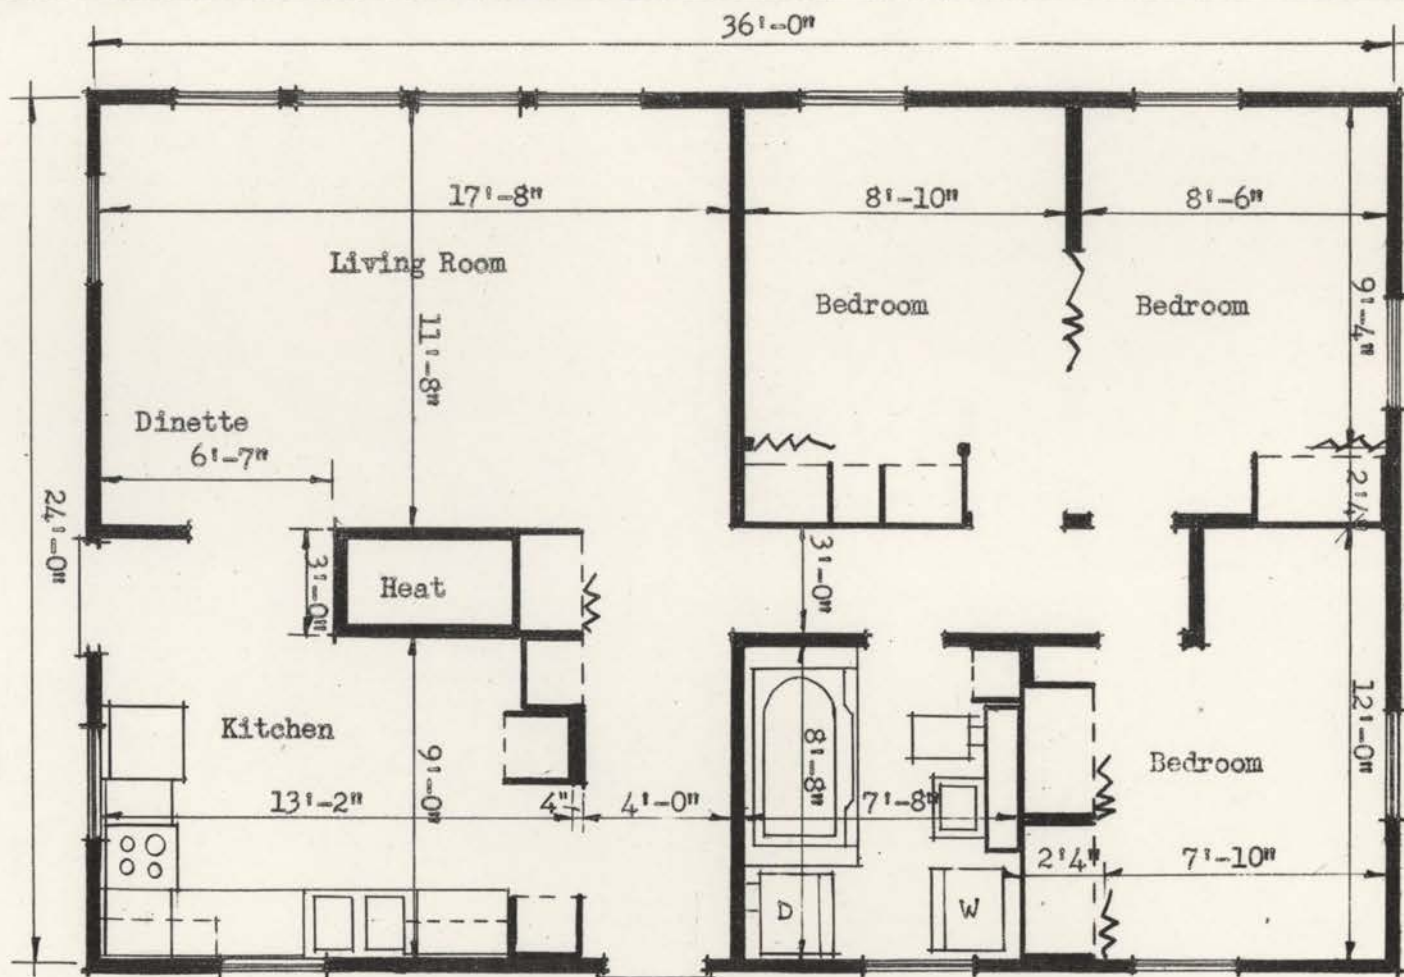 36'-0"
17'-8"
8'-10"
8'-6"
Living Room
Bedroom
Bedroom
9'-4"
11'-8"
Dinette
6'-7"
2'4"
24'-0"
3'-0"
Heat
3'-0"
Kitchen
9'-0"
8'-8"
12'-0"
Bedroom
13'-2"
4"
4'-0"
7'-8"
2'4"
7'-10"
D
W